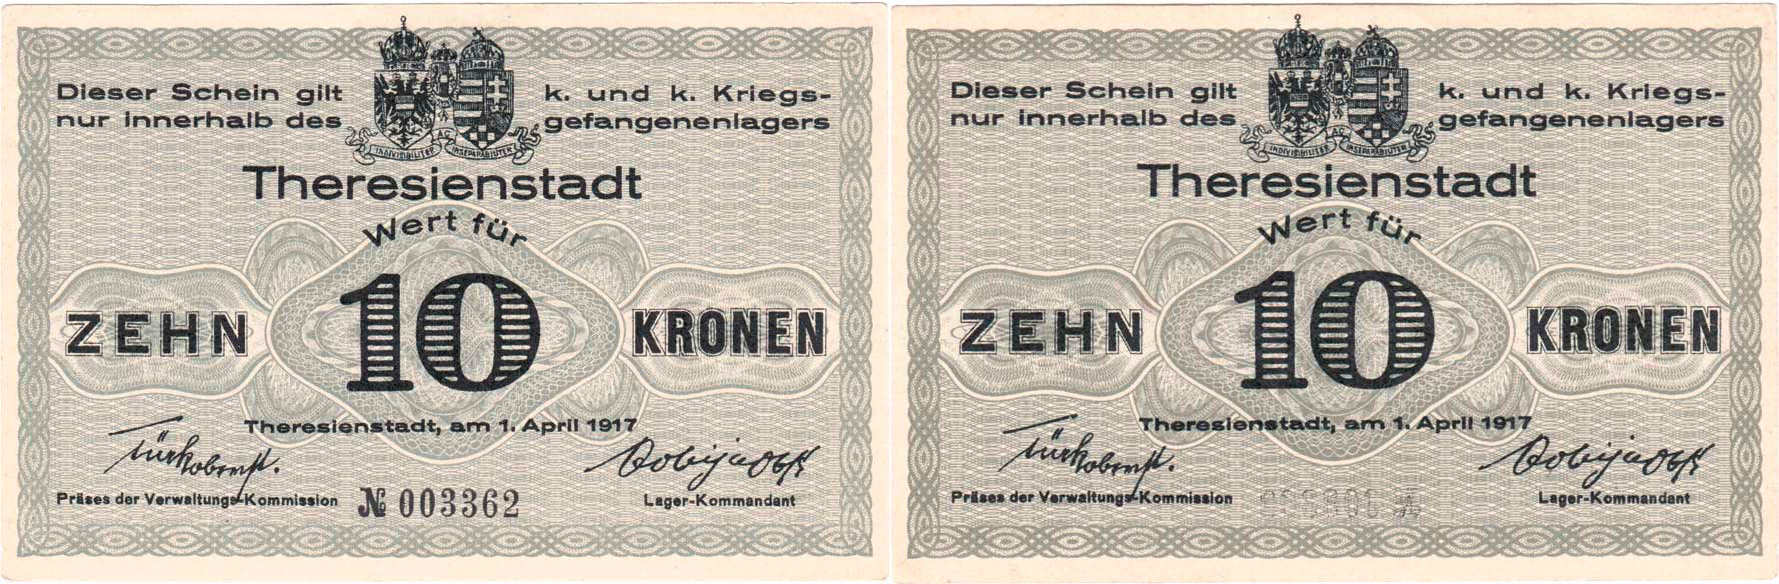 Dieser Schein gilt k. und k. Kriegs-
nur innerhalb des gefangenenlagers
INDIVISIBILITER AC INSEPARABILITER
Theresienstadt
Wert für
ZEHN 10 KRONEN
Theresienstadt, am 1. April 1917
Präses der Verwaltungs-Kommission № 003362 Lager-Kommandant
Dieser Schein gilt k. und k. Kriegs-
nur innerhalb des gefangenenlagers
INDIVISIBILITER AC INSEPARABILITER
Theresienstadt
Wert für
ZEHN 10 KRONEN
Theresienstadt, am 1. April 1917
Präses der Verwaltungs-Kommission Lager-Kommandant